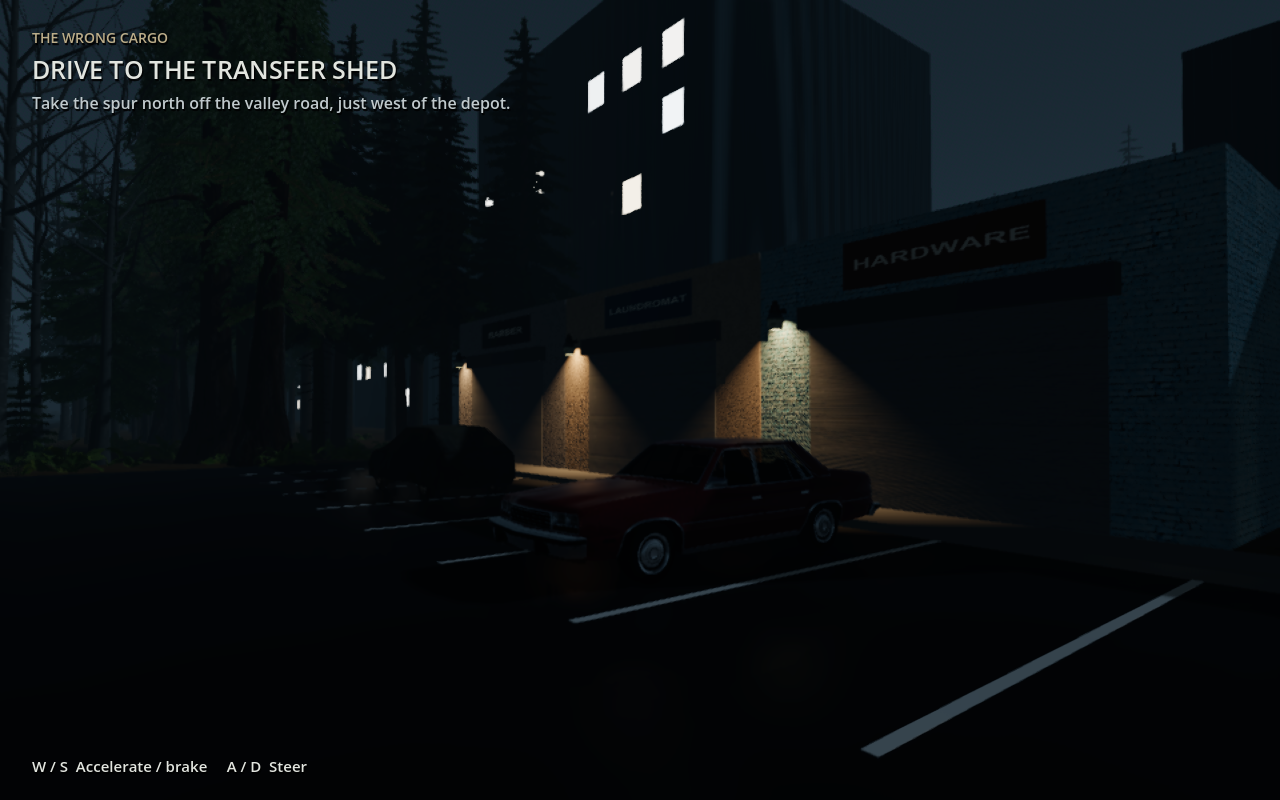 THE WRONG CARGO
DRIVE TO THE TRANSFER SHED
Take the spur north off the valley road, just west of the depot.
HARDWARE
LAUNDROMAT
BARBER
W / S Accelerate / brake A / D Steer